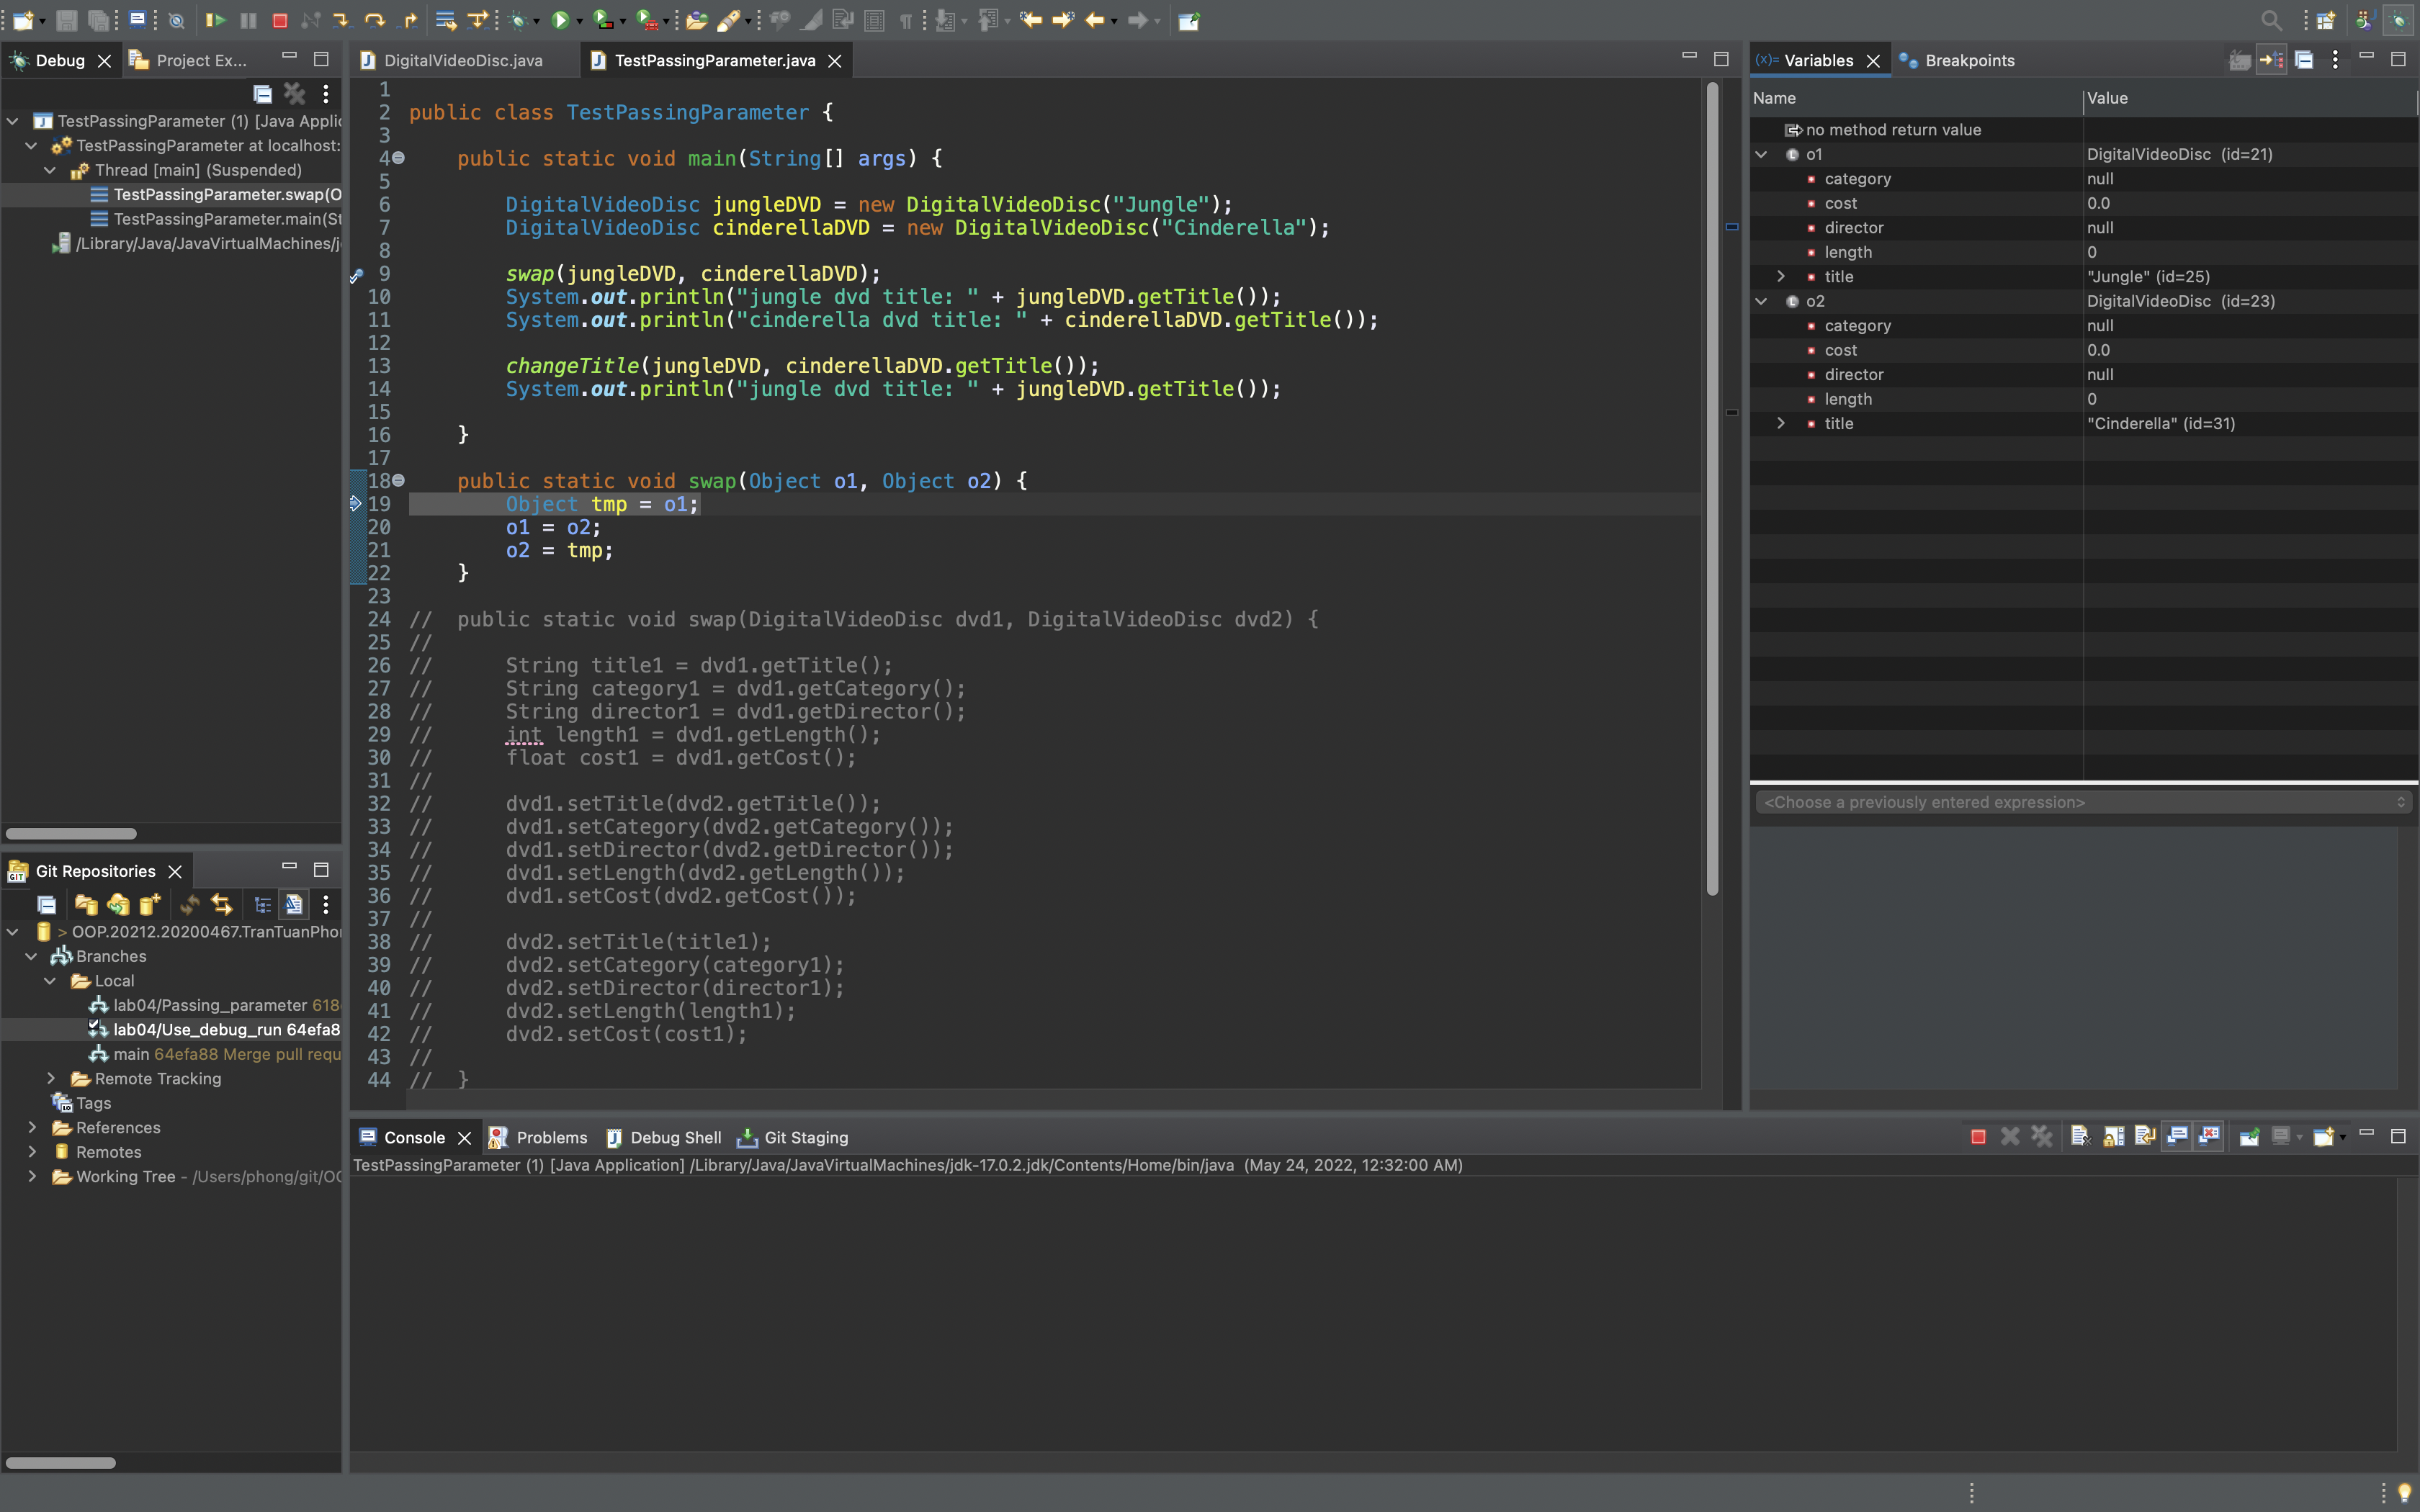 Debug
Project Ex...
TestPassingParameter (1) [Java Applic
TestPassingParameter at localhost:
Thread [main] (Suspended)
TestPassingParameter.swap(O
TestPassingParameter.main(St
/Library/Java/JavaVirtualMachines/j
Git Repositories
GIT
> OOP.20212.20200467.TranTuanPhon
Branches
Local
lab04/Passing_parameter 618
lab04/Use_debug_run 64efa8
main 64efa88 Merge pull requ
Remote Tracking
Tags
References
Remotes
Working Tree - /Users/phong/git/OO
DigitalVideoDisc.java
TestPassingParameter.java
1
2 public class TestPassingParameter {
3
4 public static void main(String[] args) {
5
6 DigitalVideoDisc jungleDVD = new DigitalVideoDisc("Jungle");
7 DigitalVideoDisc cinderellaDVD = new DigitalVideoDisc("Cinderella");
8
9 swap(jungleDVD, cinderellaDVD);
10 System.out.println("jungle dvd title: " + jungleDVD.getTitle());
11 System.out.println("cinderella dvd title: " + cinderellaDVD.getTitle());
12
13 changeTitle(jungleDVD, cinderellaDVD.getTitle());
14 System.out.println("jungle dvd title: " + jungleDVD.getTitle());
15
16 }
17
18 public static void swap(Object o1, Object o2) {
19 Object tmp = o1;
20 o1 = o2;
21 o2 = tmp;
22 }
23
24 // public static void swap(DigitalVideoDisc dvd1, DigitalVideoDisc dvd2) {
25 //
26 // String title1 = dvd1.getTitle();
27 // String category1 = dvd1.getCategory();
28 // String director1 = dvd1.getDirector();
29 // int length1 = dvd1.getLength();
30 // float cost1 = dvd1.getCost();
31 //
32 // dvd1.setTitle(dvd2.getTitle());
33 // dvd1.setCategory(dvd2.getCategory());
34 // dvd1.setDirector(dvd2.getDirector());
35 // dvd1.setLength(dvd2.getLength());
36 // dvd1.setCost(dvd2.getCost());
37 //
38 // dvd2.setTitle(title1);
39 // dvd2.setCategory(category1);
40 // dvd2.setDirector(director1);
41 // dvd2.setLength(length1);
42 // dvd2.setCost(cost1);
43 //
44 // }
Variables
Breakpoints
Name Value
no method return value
o1 DigitalVideoDisc (id=21)
category null
cost 0.0
director null
length 0
title "Jungle" (id=25)
o2 DigitalVideoDisc (id=23)
category null
cost 0.0
director null
length 0
title "Cinderella" (id=31)
<Choose a previously entered expression>
Console
Problems
Debug Shell
Git Staging
TestPassingParameter (1) [Java Application] /Library/Java/JavaVirtualMachines/jdk-17.0.2.jdk/Contents/Home/bin/java (May 24, 2022, 12:32:00 AM)